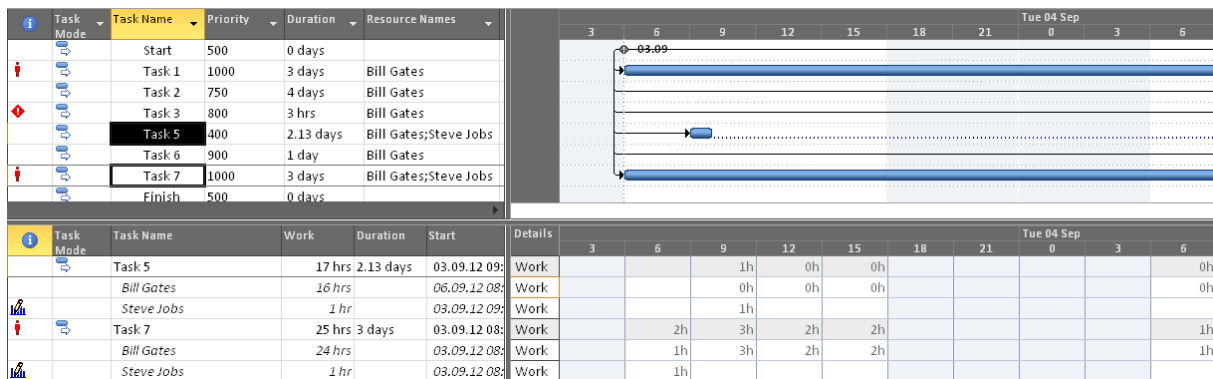 Task Mode Task Name Priority Duration Resource Names
Start 500 0 days
Task 1 1000 3 days Bill Gates
Task 2 750 4 days Bill Gates
Task 3 800 3 hrs Bill Gates
Task 5 400 2.13 days Bill Gates;Steve Jobs
Task 6 900 1 day Bill Gates
Task 7 1000 3 days Bill Gates;Steve Jobs
Finish 500 0 days
Tue 04 Sep
3 6 9 12 15 18 21 0 3 6
03.09
Task Mode Task Name Work Duration Start Details
Tue 04 Sep
3 6 9 12 15 18 21 0 3 6
Task 5 17 hrs 2.13 days 03.09.12 09: Work 1h 0h 0h 0h
Bill Gates 16 hrs 06.09.12 08: Work 0h 0h 0h 0h
Steve Jobs 1 hr 03.09.12 09: Work 1h
Task 7 25 hrs 3 days 03.09.12 08: Work 2h 3h 2h 2h 1h
Bill Gates 24 hrs 03.09.12 08: Work 1h 3h 2h 2h 1h
Steve Jobs 1 hr 03.09.12 08: Work 1h